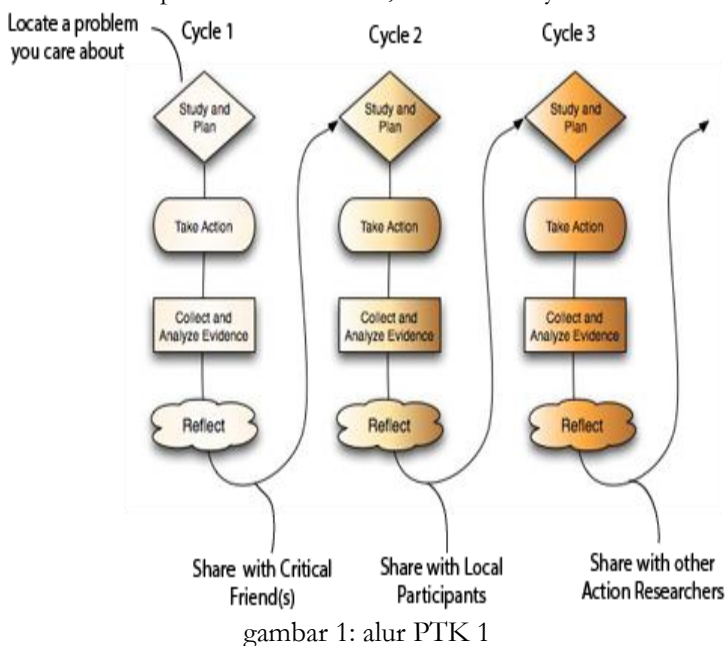 Locate a problem
you care about
Cycle 1
Study and
Plan
Take Action
Collect and
Analyze Evidence
Reflect
Share with Critical
Friend(s)
Cycle 2
Study and
Plan
Take Action
Collect and
Analyze Evidence
Reflect
Share with Local
Participants
Cycle 3
Study and
Plan
Take Action
Collect and
Analyze Evidence
Reflect
Share with other
Action Researchers
gambar 1: alur PTK 1